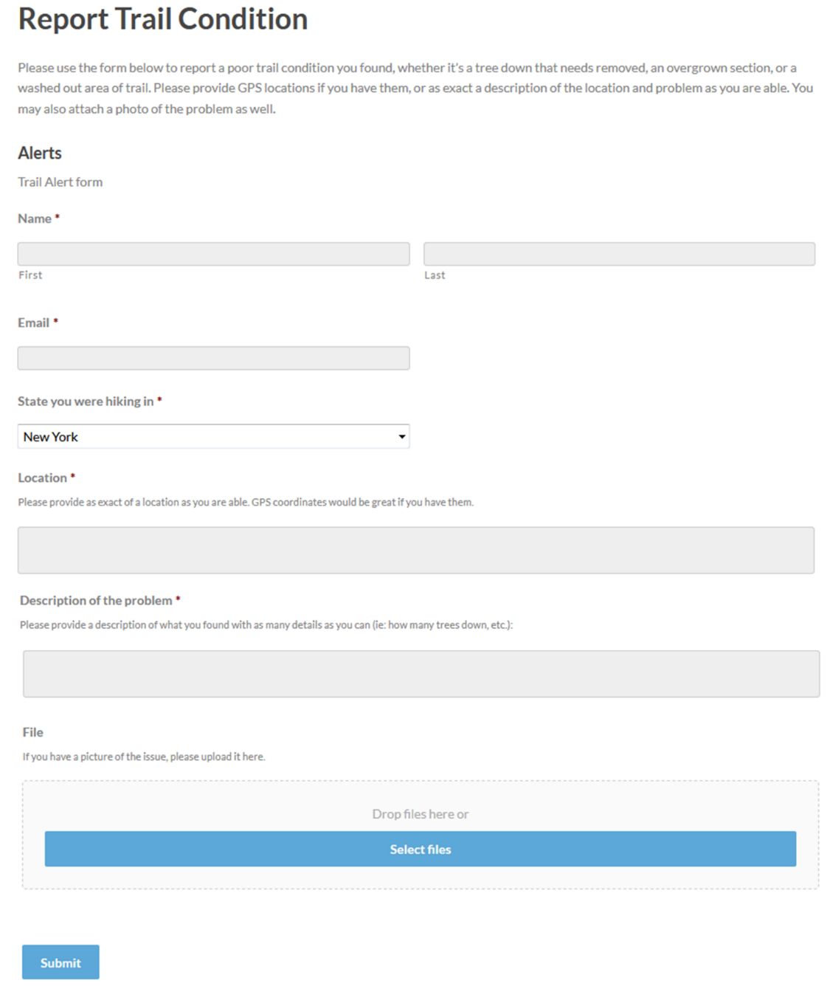 Report Trail Condition
Please use the form below to report a poor trail condition you found, whether it's a tree down that needs removed, an overgrown section, or a
washed out area of trail. Please provide GPS locations if you have them, or as exact a description of the location and problem as you are able. You
may also attach a photo of the problem as well.
Alerts
Trail Alert form
Name *
First Last
Email *
State you were hiking in *
New York
Location *
Please provide as exact of a location as you are able. GPS coordinates would be great if you have them.
Description of the problem *
Please provide a description of what you found with as many details as you can (ie: how many trees down, etc.):
File
If you have a picture of the issue, please upload it here.
Drop files here or
Select files
Submit